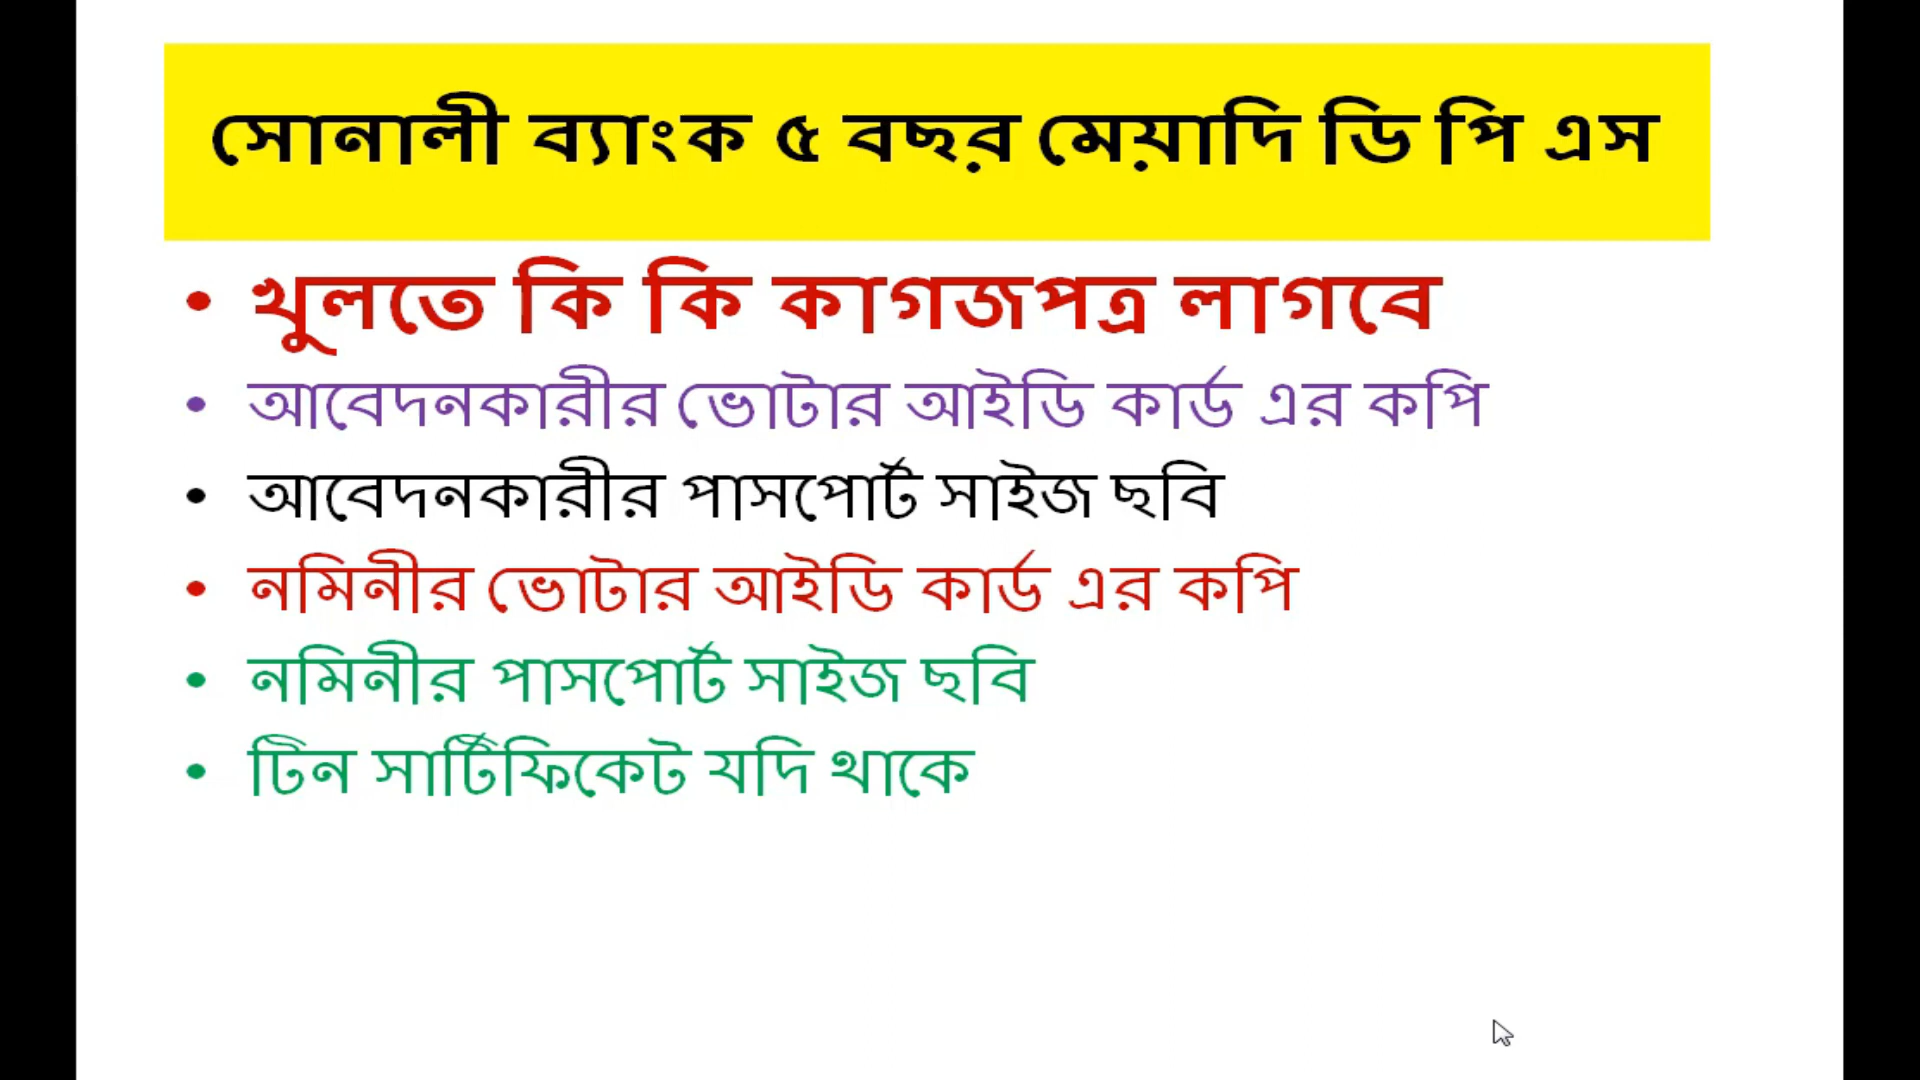 সোনালী ব্যাংক ৫ বছর মেয়াদি ডি পি এস
• খুলতে কি কি কাগজপত্র লাগবে
• আবেদনকারীর ভোটার আইডি কার্ড এর কপি
• আবেদনকারীর পাসপোর্ট সাইজ ছবি
• নমিনীর ভোটার আইডি কার্ড এর কপি
• নমিনীর পাসপোর্ট সাইজ ছবি
• টিন সার্টিফিকেট যদি থাকে